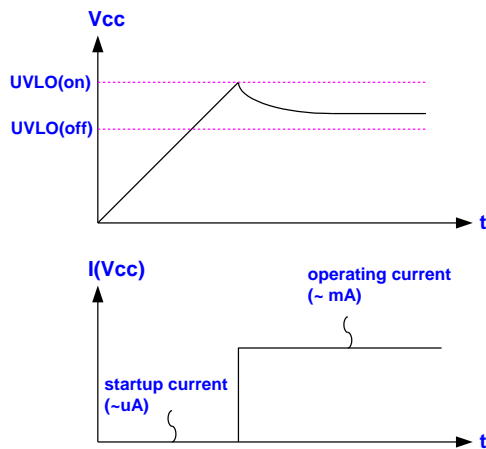 Vcc
UVLO(on)
UVLO(off)
t
I(Vcc)
operating current
(~ mA)
startup current
(~uA)
t